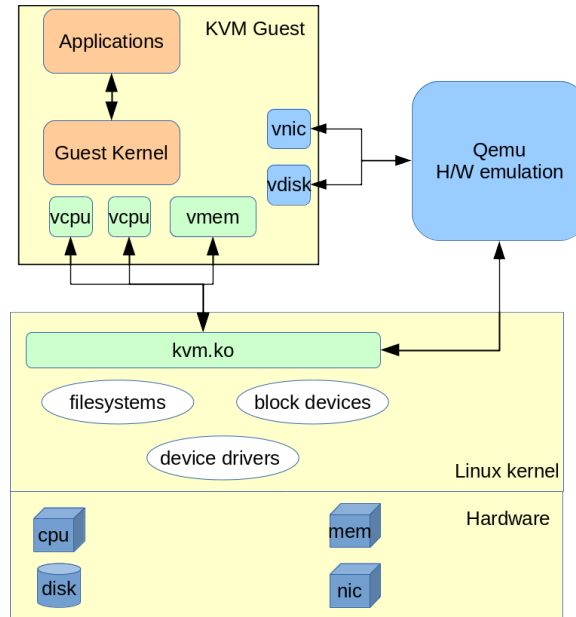 KVM Guest
Applications
Guest Kernel
vnic
vdisk
vcpu
vcpu
vmem
Qemu
H/W emulation
kvm.ko
filesystems
block devices
device drivers
Linux kernel
Hardware
cpu
mem
disk
nic